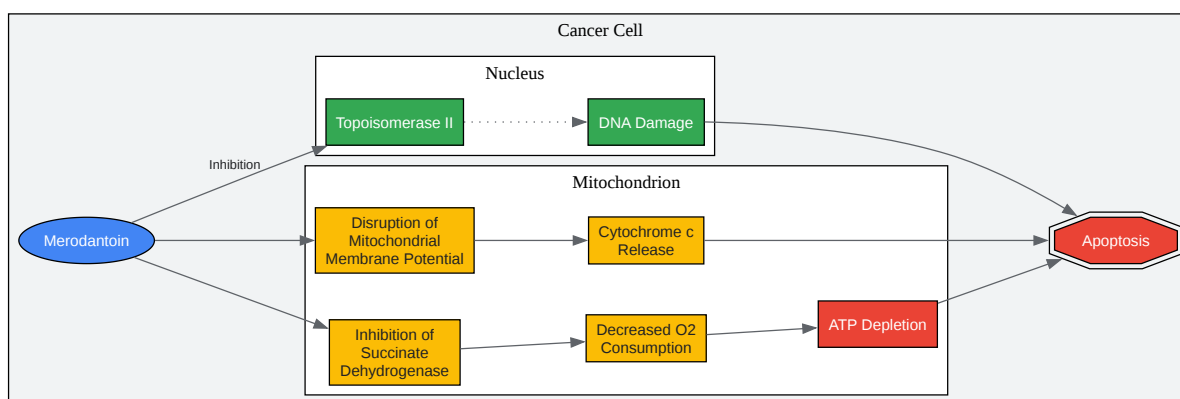 Cancer Cell
Nucleus
Topoisomerase II
DNA Damage
Inhibition
Mitochondrion
Merodantoin
Disruption of
Mitochondrial
Membrane Potential
Cytochrome c
Release
Apoptosis
Inhibition of
Succinate
Dehydrogenase
Decreased O2
Consumption
ATP Depletion